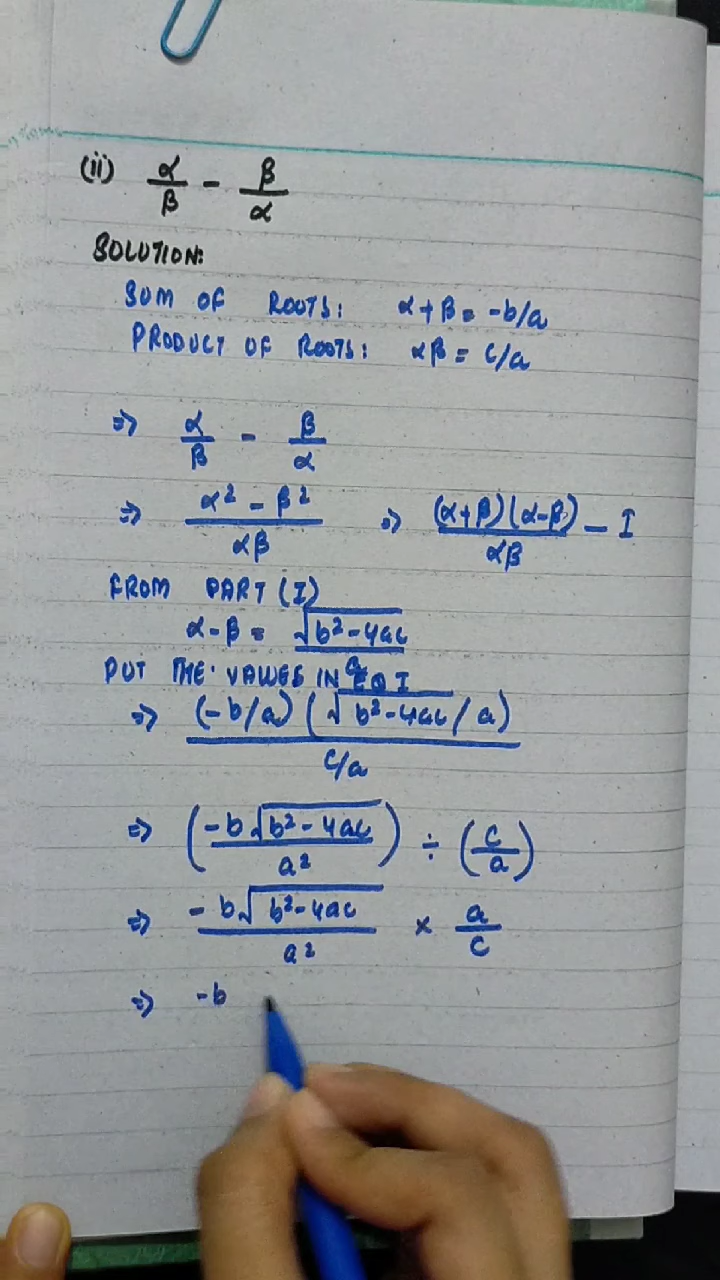 (ii) α/β - β/α
SOLUTION:
SUM OF ROOTS: α+β = -b/a
PRODUCT OF ROOTS: αβ = c/a
⇒ α/β - β/α
⇒ α² - β² / αβ ⇒ (α+β)(α-β) / αβ - I
FROM PART (I)
α-β = √b²-4ac / a
PUT THE VALUES IN EQ I
⇒ (-b/a) (√b²-4ac / a) / c/a
⇒ (-b√b²-4ac / a²) ÷ (c/a)
⇒ -b√b²-4ac / a² × a/c
⇒ -b